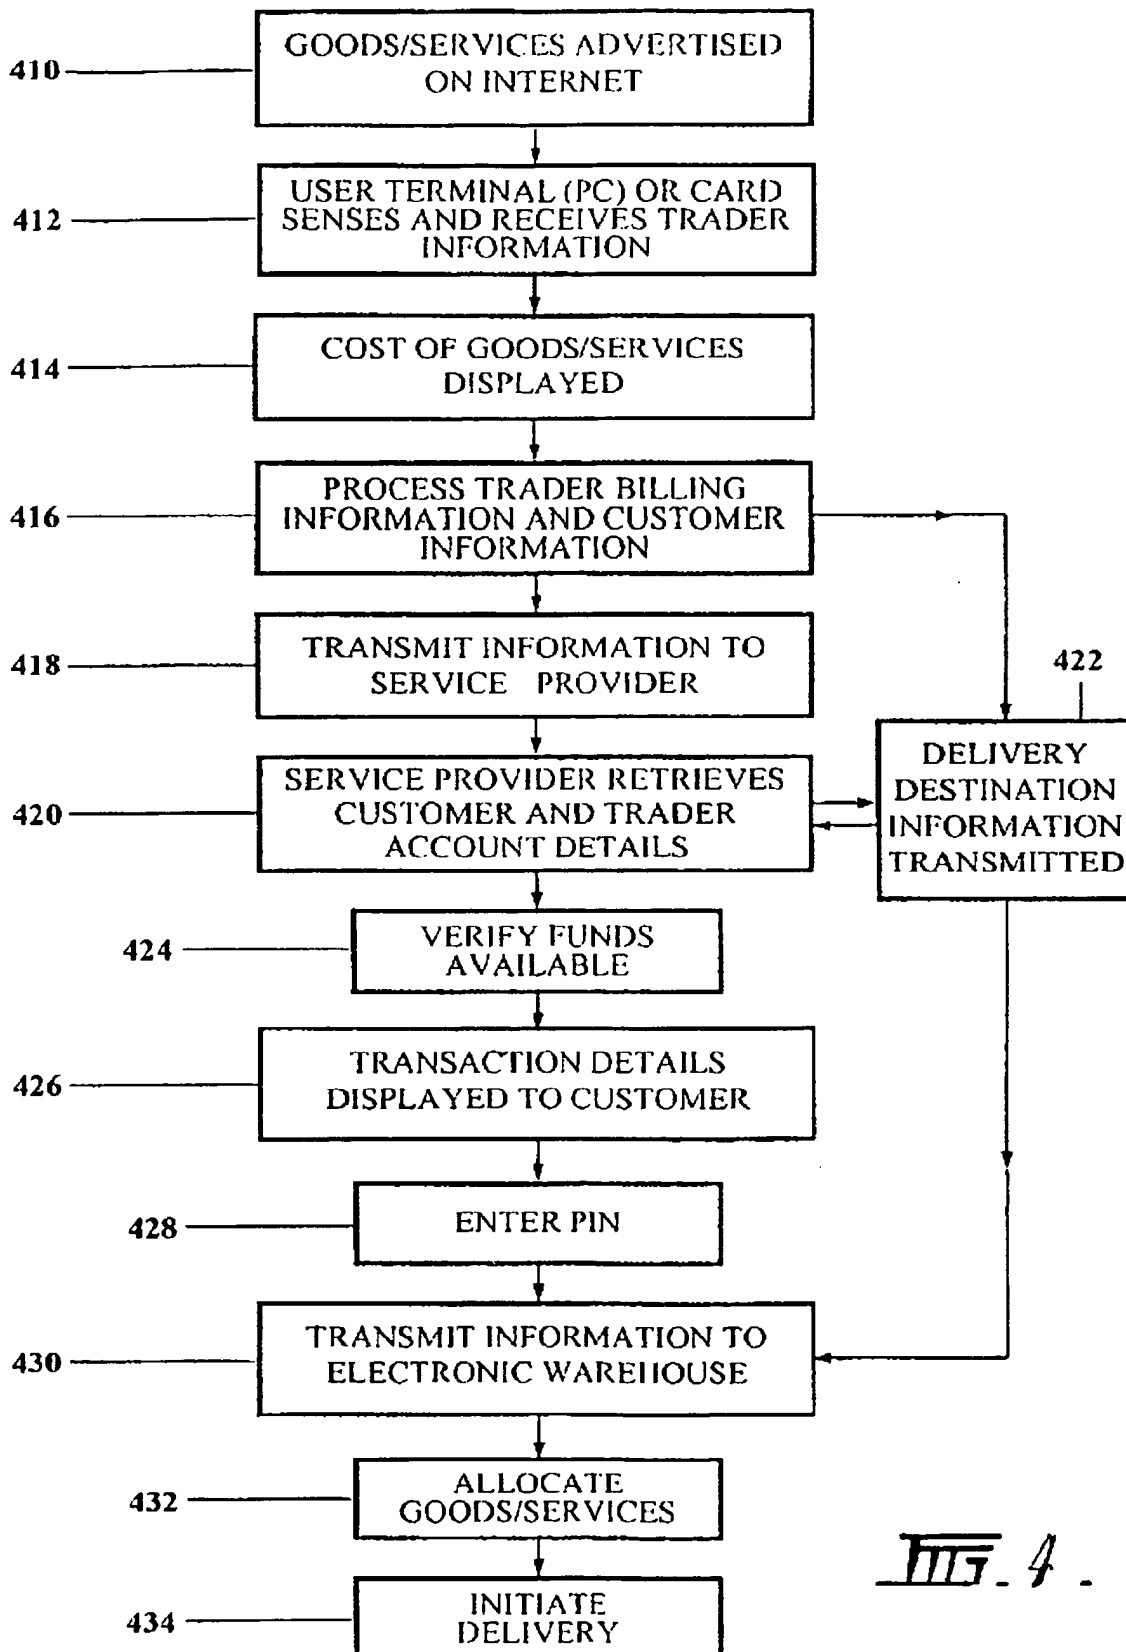 410
GOODS/SERVICES ADVERTISED
ON INTERNET
412
USER TERMINAL (PC) OR CARD
SENSES AND RECEIVES TRADER
INFORMATION
414
COST OF GOODS/SERVICES
DISPLAYED
416
PROCESS TRADER BILLING
INFORMATION AND CUSTOMER
INFORMATION
418
TRANSMIT INFORMATION TO
SERVICE PROVIDER
422
DELIVERY
DESTINATION
INFORMATION
TRANSMITTED
420
SERVICE PROVIDER RETRIEVES
CUSTOMER AND TRADER
ACCOUNT DETAILS
424
VERIFY FUNDS
AVAILABLE
426
TRANSACTION DETAILS
DISPLAYED TO CUSTOMER
428
ENTER PIN
430
TRANSMIT INFORMATION TO
ELECTRONIC WAREHOUSE
432
ALLOCATE
GOODS/SERVICES
434
INITIATE
DELIVERY
FIG. 4.